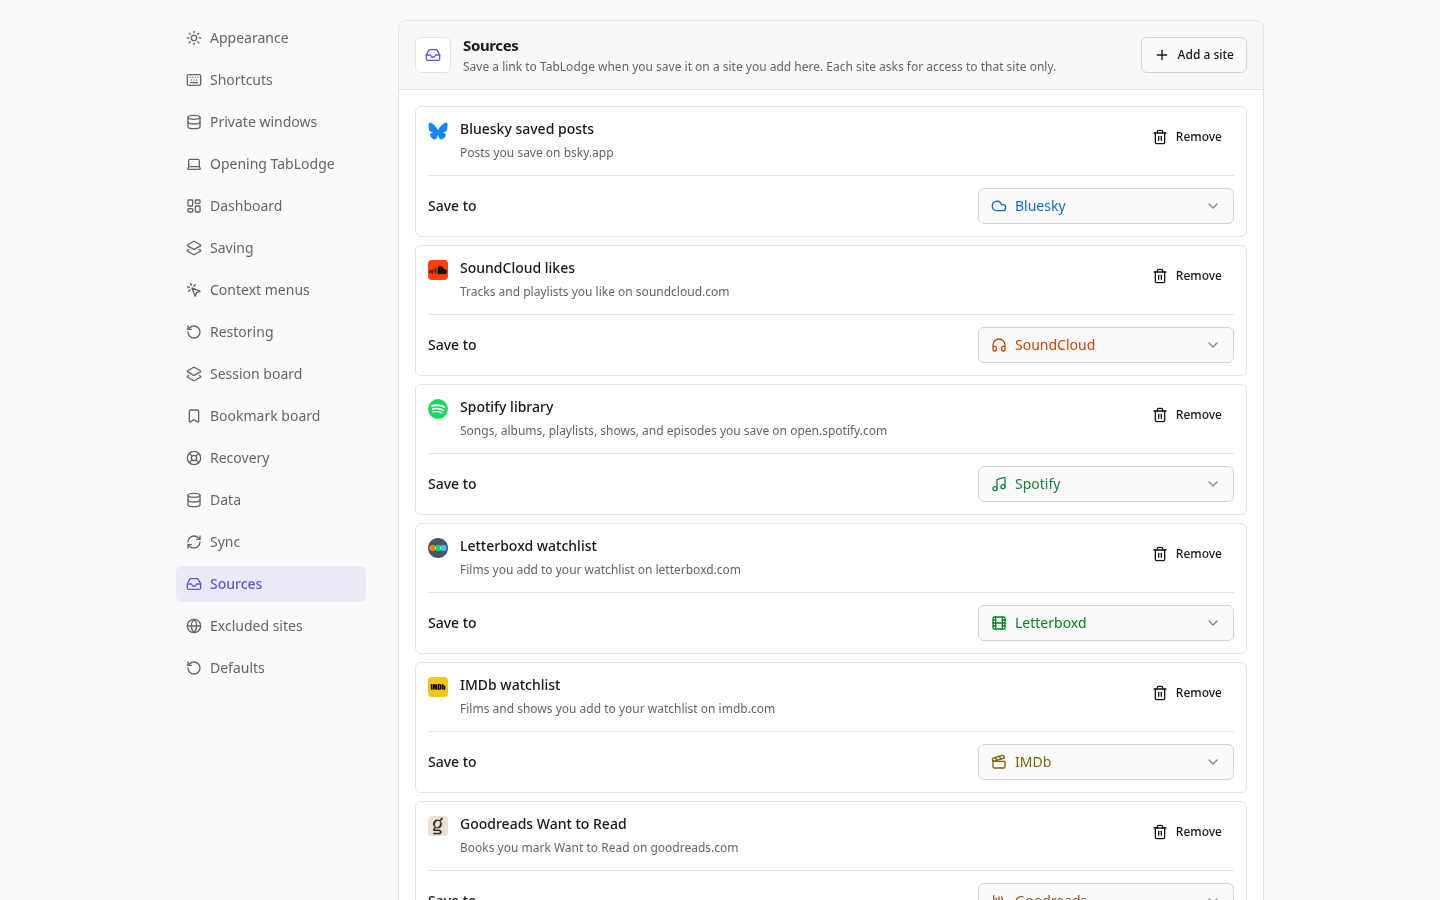 Appearance
Shortcuts
Private windows
Opening TabLodge
Dashboard
Saving
Context menus
Restoring
Session board
Bookmark board
Recovery
Data
Sync
Sources
Excluded sites
Defaults
Sources
Save a link to TabLodge when you save it on a site you add here. Each site asks for access to that site only.
Add a site
Bluesky saved posts
Posts you save on bsky.app
Remove
Save to
Bluesky
SoundCloud likes
Tracks and playlists you like on soundcloud.com
Remove
Save to
SoundCloud
Spotify library
Songs, albums, playlists, shows, and episodes you save on open.spotify.com
Remove
Save to
Spotify
Letterboxd watchlist
Films you add to your watchlist on letterboxd.com
Remove
Save to
Letterboxd
IMDb
IMDb watchlist
Films and shows you add to your watchlist on imdb.com
Remove
Save to
IMDb
g
Goodreads Want to Read
Books you mark Want to Read on goodreads.com
Remove
Save to
Goodreads